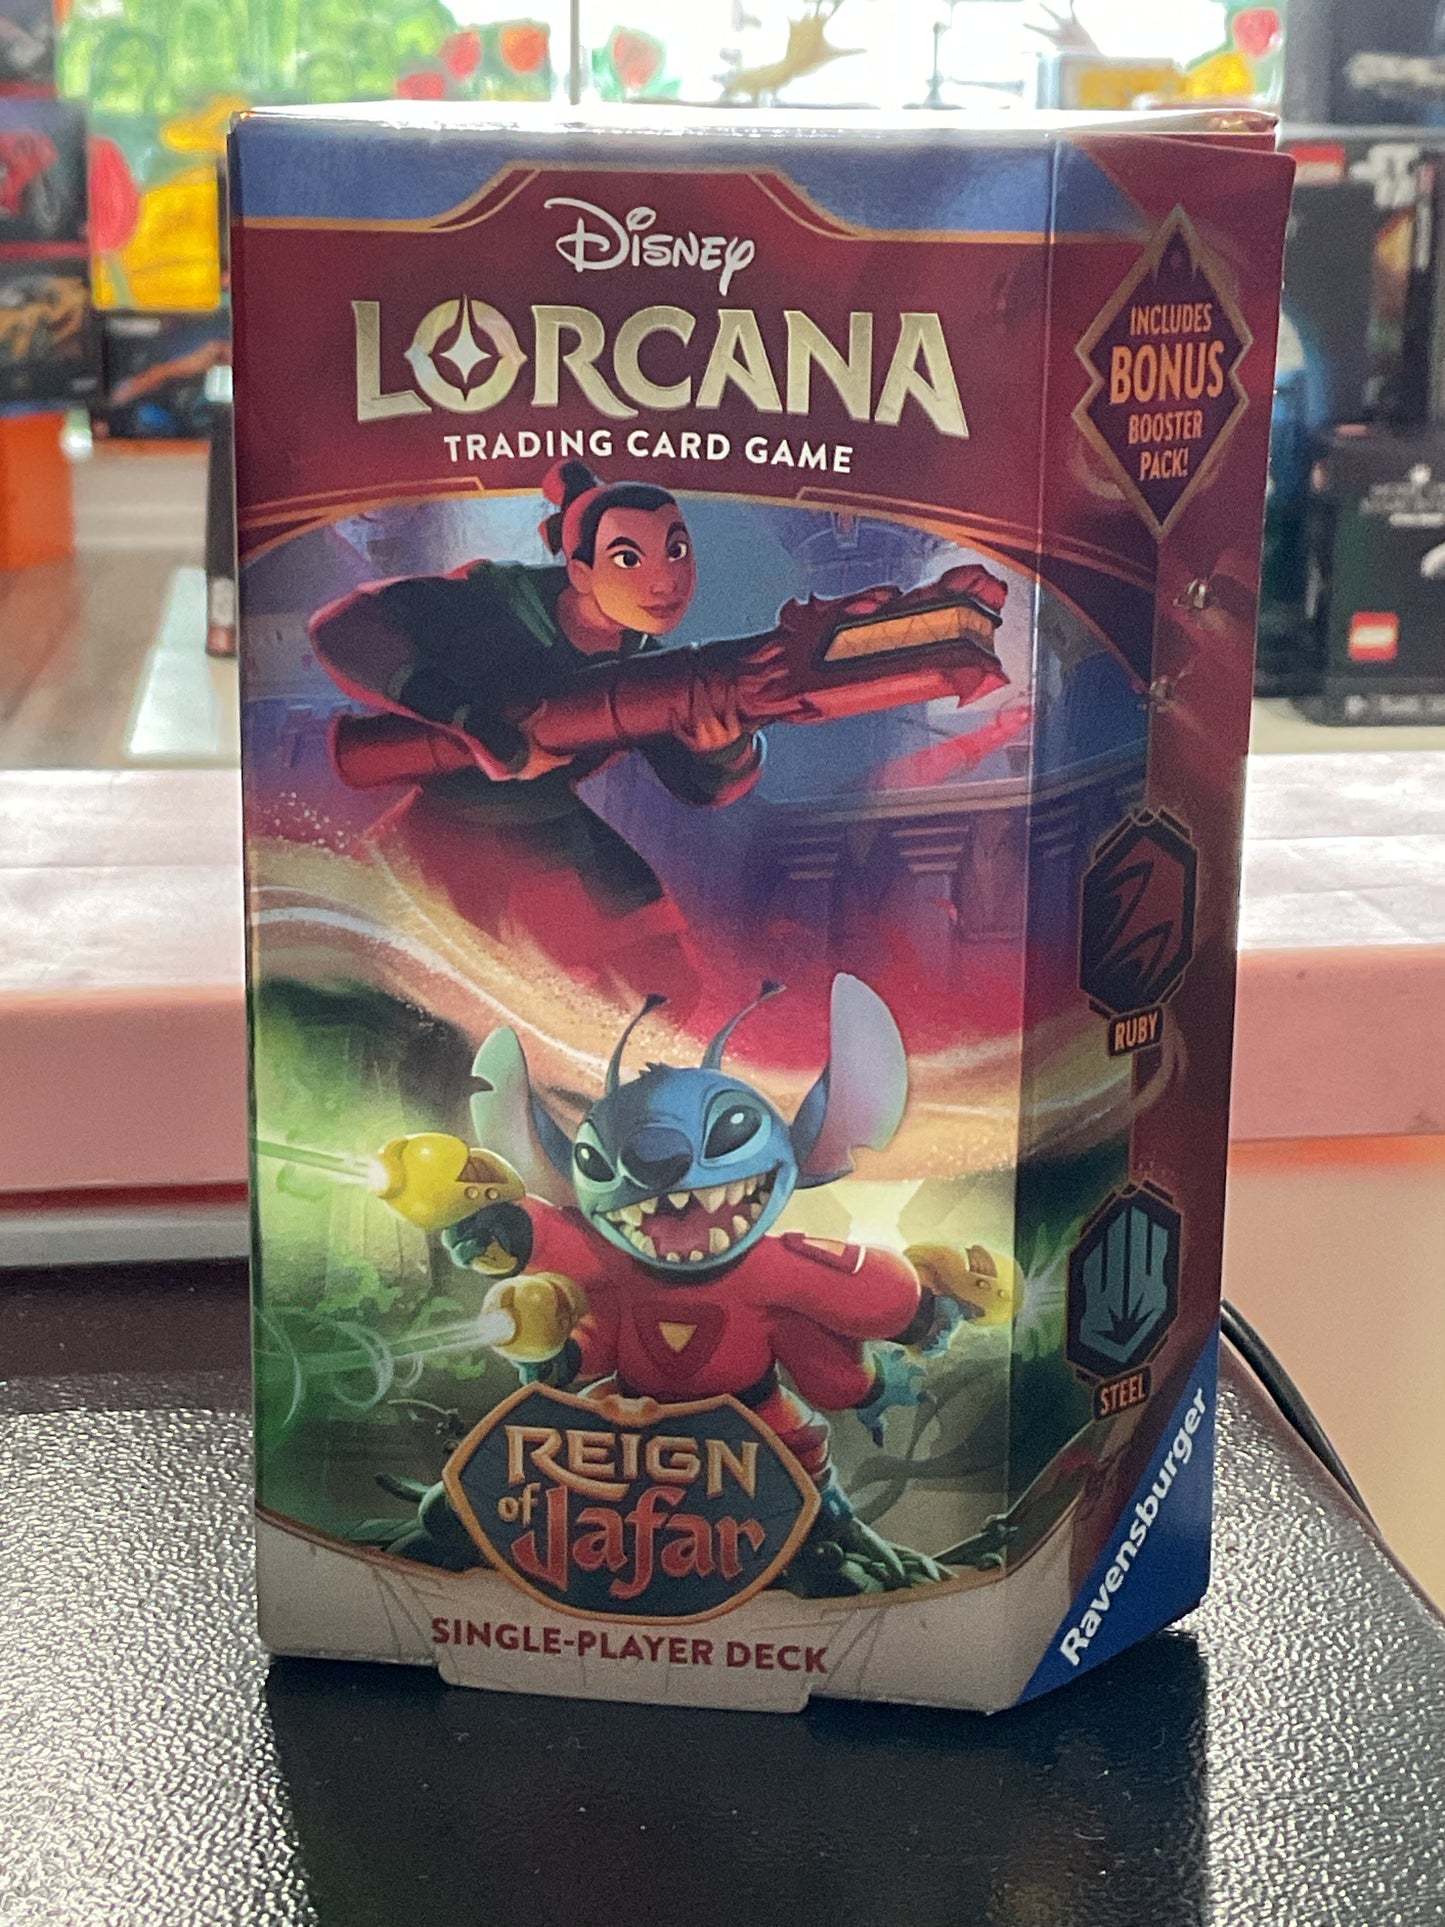 Disney
LORCANA
TRADING CARD GAME
INCLUDES
BONUS
BOOSTER
PACK!
RUBY
STEEL
REIGN
of Jafar
SINGLE-PLAYER DECK
Ravensburger